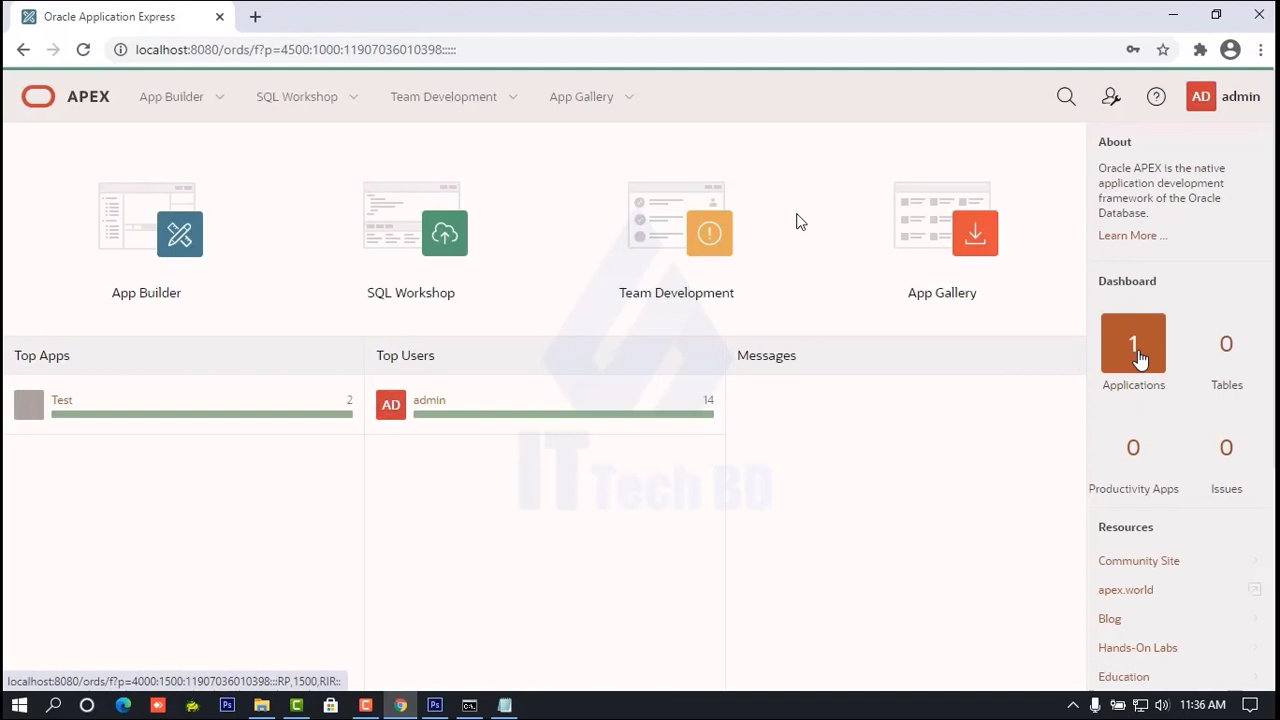 Oracle Application Express
localhost:8080/ords/f?p=4500:1000:11907036010398:::::
APEX
App Builder
SQL Workshop
Team Development
App Gallery
AD
admin
App Builder
SQL Workshop
Team Development
App Gallery
About
Oracle APEX is the native
application development
framework of the Oracle
Database.
Learn More ...
Dashboard
1
Applications
0
Tables
0
Productivity Apps
0
Issues
Top Apps
Test
2
Top Users
AD
admin
14
Messages
IT Tech BD
Resources
Community Site
apex.world
Blog
Hands-On Labs
Education
localhost:8080/ords/f?p=4000:1500:11907036010398:::RP,1500,RIR::
11:36 AM